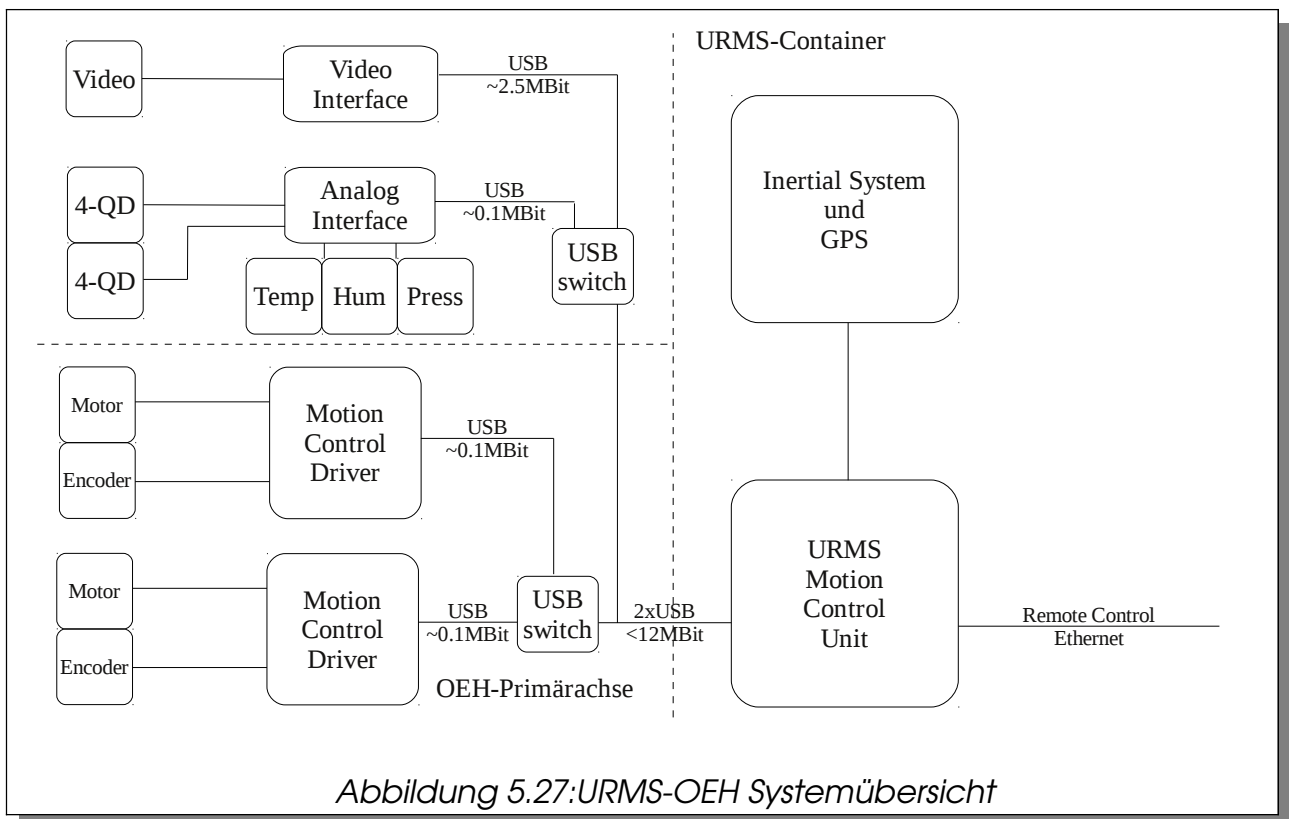 URMS-Container
Video
Video
Interface
USB
~2.5MBit
4-QD
4-QD
Analog
Interface
USB
~0.1MBit
Temp
Hum
Press
USB
switch
Inertial System
und
GPS
Motor
Encoder
Motion
Control
Driver
USB
~0.1MBit
Motor
Encoder
Motion
Control
Driver
USB
~0.1MBit
USB
switch
2xUSB
<12MBit
OEH-Primärachse
URMS
Motion
Control
Unit
Remote Control
Ethernet
Abbildung 5.27:URMS-OEH Systemübersicht